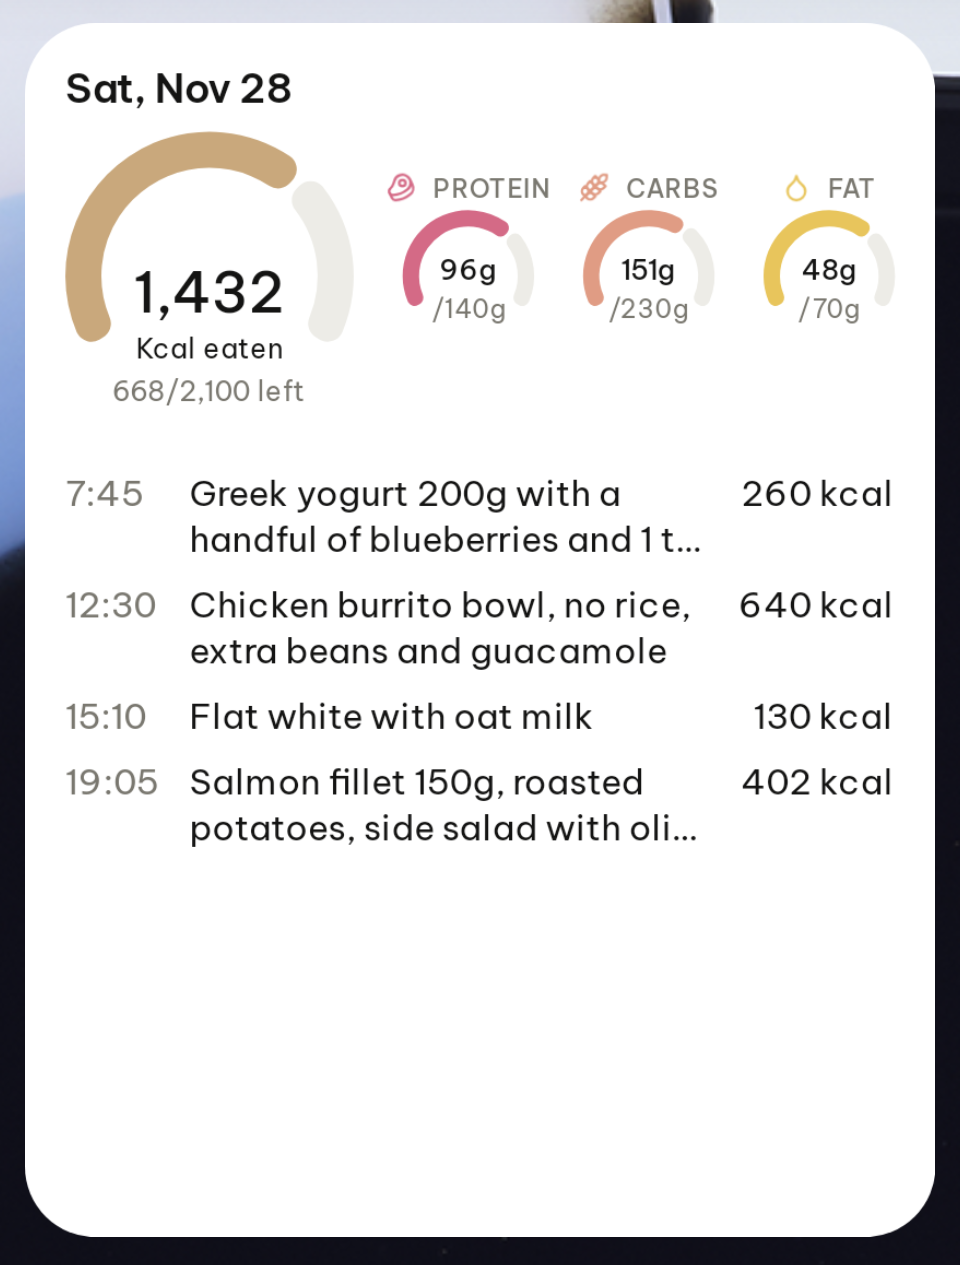 Sat, Nov 28
PROTEIN
CARBS
FAT
1,432
Kcal eaten
668/2,100 left
96g
/140g
151g
/230g
48g
/70g
7:45 Greek yogurt 200g with a 260 kcal
handful of blueberries and 1 t...
12:30 Chicken burrito bowl, no rice, 640 kcal
extra beans and guacamole
15:10 Flat white with oat milk 130 kcal
19:05 Salmon fillet 150g, roasted 402 kcal
potatoes, side salad with oli...